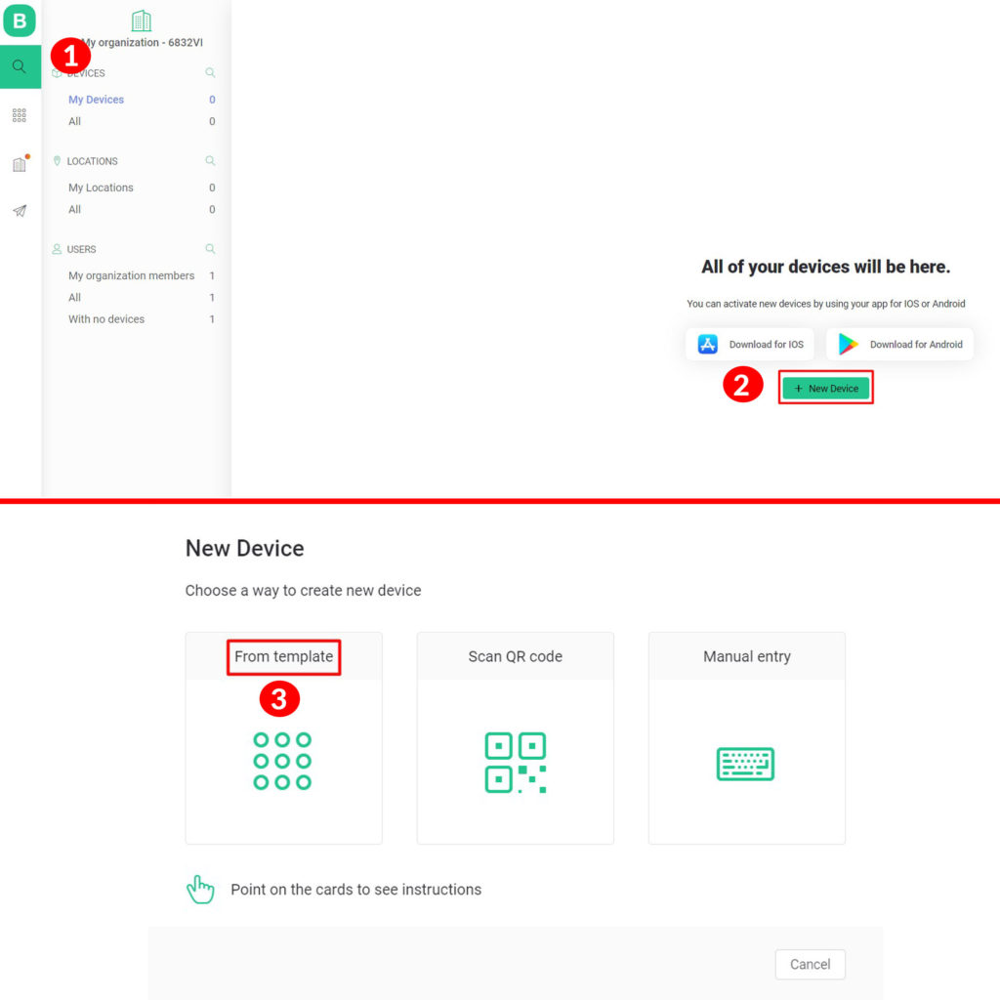 B
My organization - 6832VI
1
DEVICES
My Devices 0
All 0
LOCATIONS
My Locations 0
All 0
USERS
My organization members 1
All 1
With no devices 1
All of your devices will be here.
You can activate new devices by using your app for IOS or Android
Download for IOS
Download for Android
2
+ New Device
New Device
Choose a way to create new device
From template
Scan QR code
Manual entry
3
Point on the cards to see instructions
Cancel